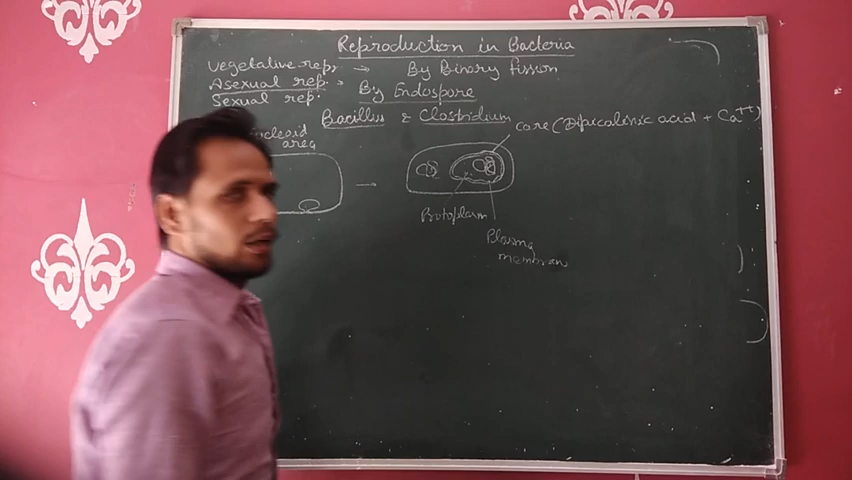 Reproduction in Bacteria
Vegetative repr. → By Binary fission
Asexual rep. → By Endospore
Sexual rep.
Bacillus & Clostridium
core (Dipicolinic acid + Ca++)
area
→
Protoplasm
Plasma
membran